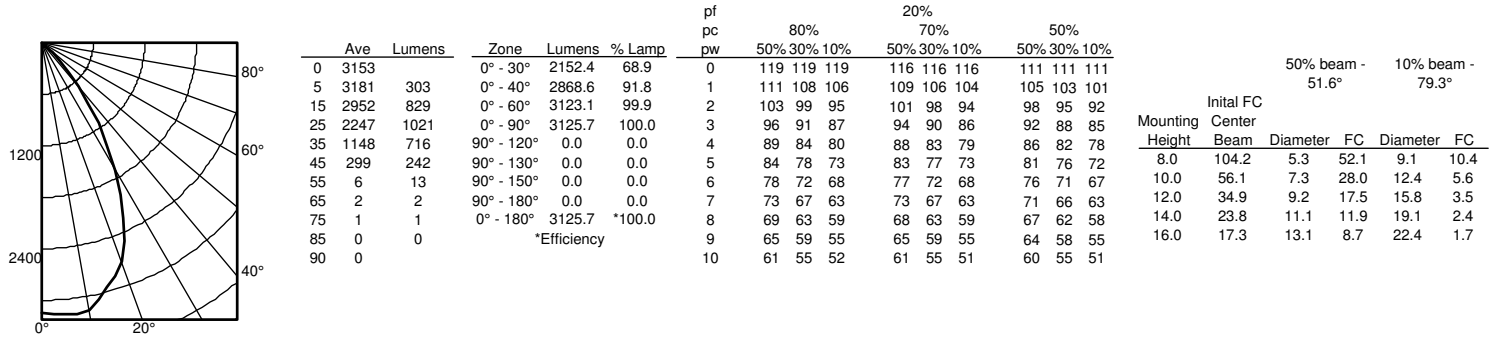 80°
60°
40°
1200
2400
0° 20°
Ave Lumens
0 3153
5 3181 303
15 2952 829
25 2247 1021
35 1148 716
45 299 242
55 6 13
65 2 2
75 1 1
85 0 0
90 0
Zone Lumens % Lamp
0° - 30° 2152.4 68.9
0° - 40° 2868.6 91.8
0° - 60° 3123.1 99.9
0° - 90° 3125.7 100.0
90° - 120° 0.0 0.0
90° - 130° 0.0 0.0
90° - 150° 0.0 0.0
90° - 180° 0.0 0.0
0° - 180° 3125.7 *100.0
*Efficiency
pf 20%
pc 80% 70% 50%
pw 50% 30% 10% 50% 30% 10% 50% 30% 10%
0 119 119 119 116 116 116 111 111 111
1 111 108 106 109 106 104 105 103 101
2 103 99 95 101 98 94 98 95 92
3 96 91 87 94 90 86 92 88 85
4 89 84 80 88 83 79 86 82 78
5 84 78 73 83 77 73 81 76 72
6 78 72 68 77 72 68 76 71 67
7 73 67 63 73 67 63 71 66 63
8 69 63 59 68 63 59 67 62 58
9 65 59 55 65 59 55 64 58 55
10 61 55 52 61 55 51 60 55 51
50% beam - 10% beam -
51.6° 79.3°
Inital FC
Mounting Center
Height Beam Diameter FC Diameter FC
8.0 104.2 5.3 52.1 9.1 10.4
10.0 56.1 7.3 28.0 12.4 5.6
12.0 34.9 9.2 17.5 15.8 3.5
14.0 23.8 11.1 11.9 19.1 2.4
16.0 17.3 13.1 8.7 22.4 1.7